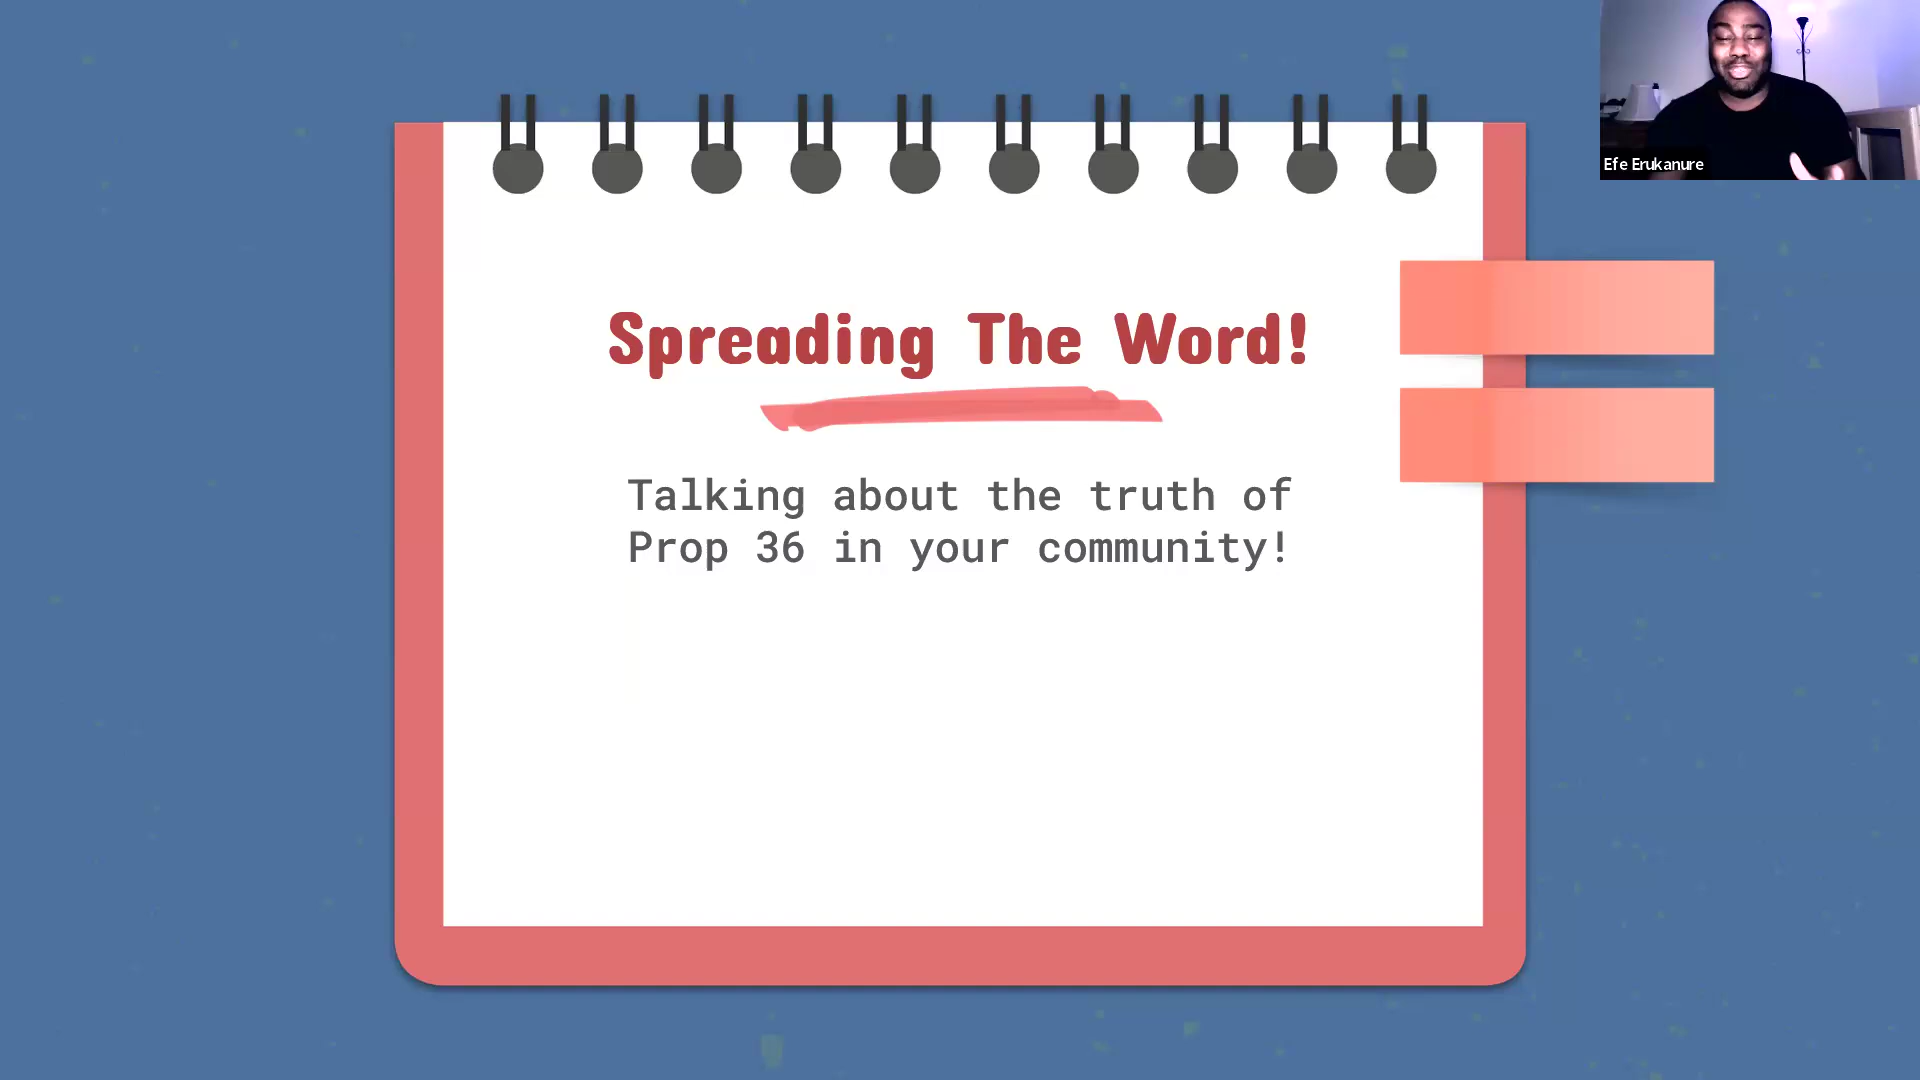 Efe Erukanure
Spreading The Word!
Talking about the truth of
Prop 36 in your community!